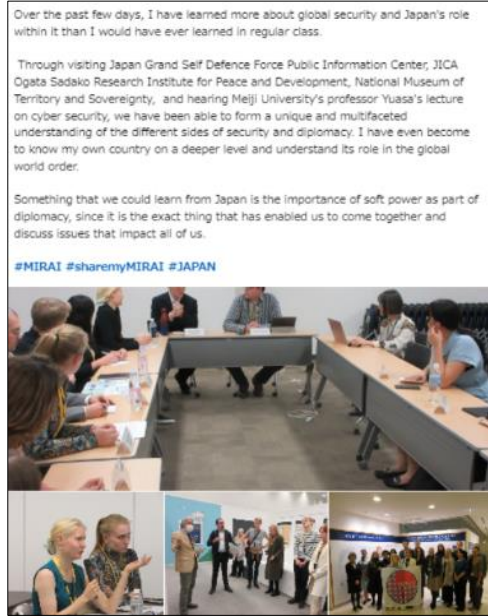 Over the past few days, I have learned more about global security and Japan's role
within it than I would have ever learned in regular class.
Through visiting Japan Grand Self Defence Force Public Information Center, JICA
Ogata Sadako Research Institute for Peace and Development, National Museum of
Territory and Sovereignty, and hearing Meiji University's professor Yuasa's lecture
on cyber security, we have been able to form a unique and multifaceted
understanding of the different sides of security and diplomacy. I have even become
to know my own country on a deeper level and understand its role in the global
world order.
Something that we could learn from Japan is the importance of soft power as part of
diplomacy, since it is the exact thing that has enabled us to come together and
discuss issues that impact all of us.
#MIRAI #sharemyMIRAI #JAPAN